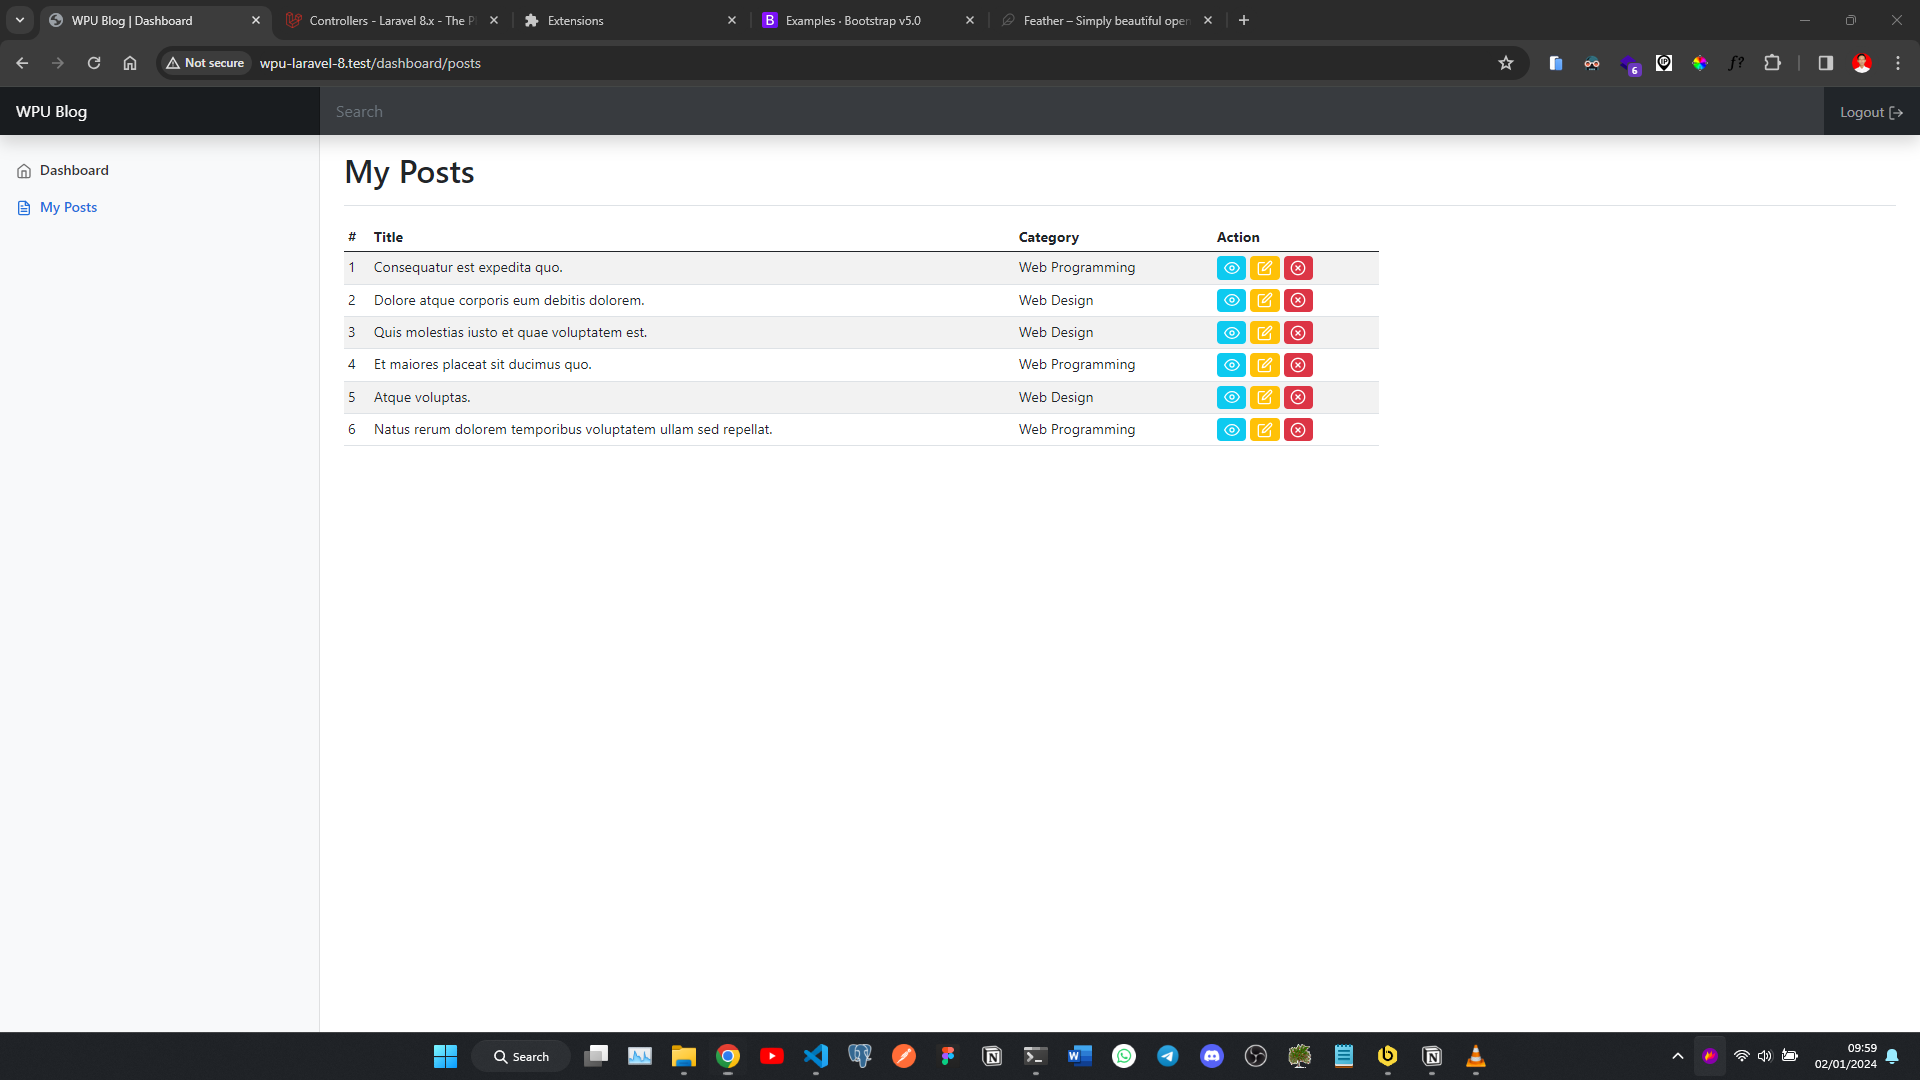 WPU Blog | Dashboard
Controllers - Laravel 8.x - The P
Extensions
Examples · Bootstrap v5.0
Feather – Simply beautiful open
Not secure
wpu-laravel-8.test/dashboard/posts
6
f?
WPU Blog
Search
Logout
Dashboard
My Posts
My Posts
# Title Category Action
1 Consequatur est expedita quo. Web Programming
2 Dolore atque corporis eum debitis dolorem. Web Design
3 Quis molestias iusto et quae voluptatem est. Web Design
4 Et maiores placeat sit ducimus quo. Web Programming
5 Atque voluptas. Web Design
6 Natus rerum dolorem temporibus voluptatem ullam sed repellat. Web Programming
Search
09:59
02/01/2024